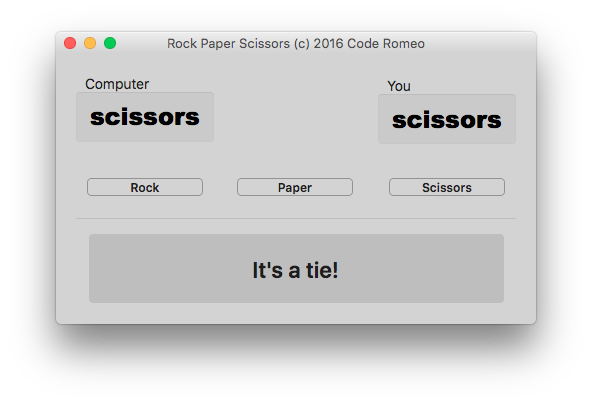 Rock Paper Scissors (c) 2016 Code Romeo
Computer
You
scissors
scissors
Rock
Paper
Scissors
It's a tie!